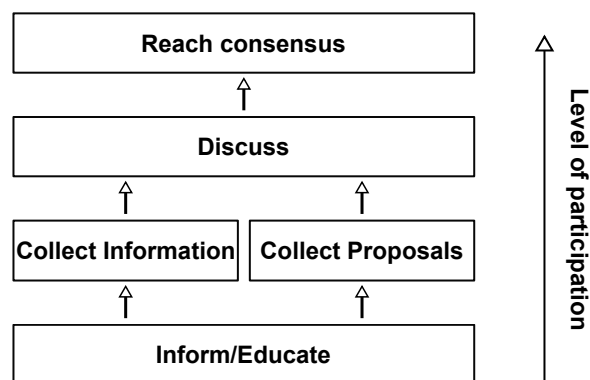 Reach consensus
Discuss
Collect Information
Collect Proposals
Inform/Educate
Level of participation